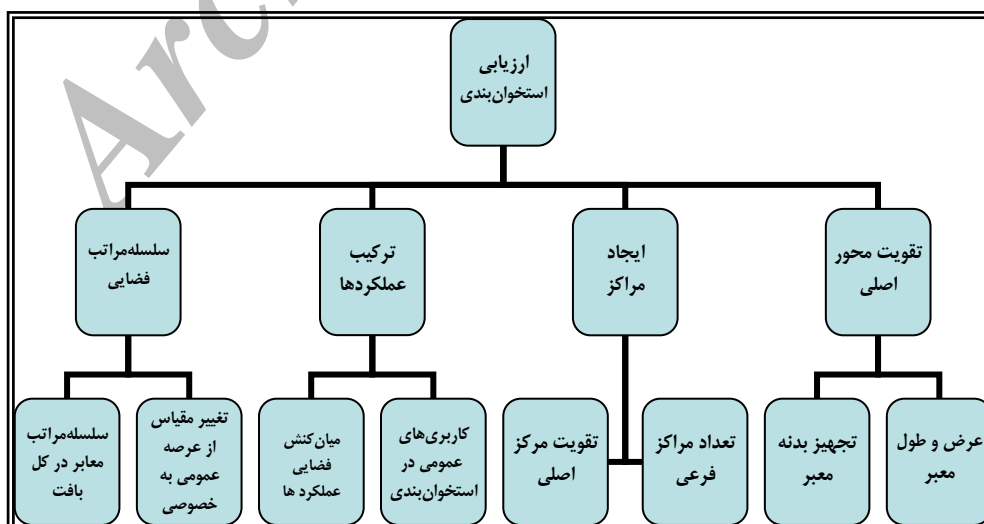 Arc
ارزیابی
استخوان‌بندی
تقویت محور
اصلی
ایجاد
مراکز
ترکیب
عملکردها
سلسله‌مراتب
فضایی
عرض و طول
معبر
تجهیز بدنه
معبر
تعداد مراکز
فرعی
تقویت مرکز
اصلی
کاربری‌های
عمومی در
استخوان‌بندی
میان‌کنش
فضایی
عملکرد ها
تغییر مقیاس
از عرصه
عمومی به
خصوصی
سلسله‌مراتب
معابر در کل
بافت